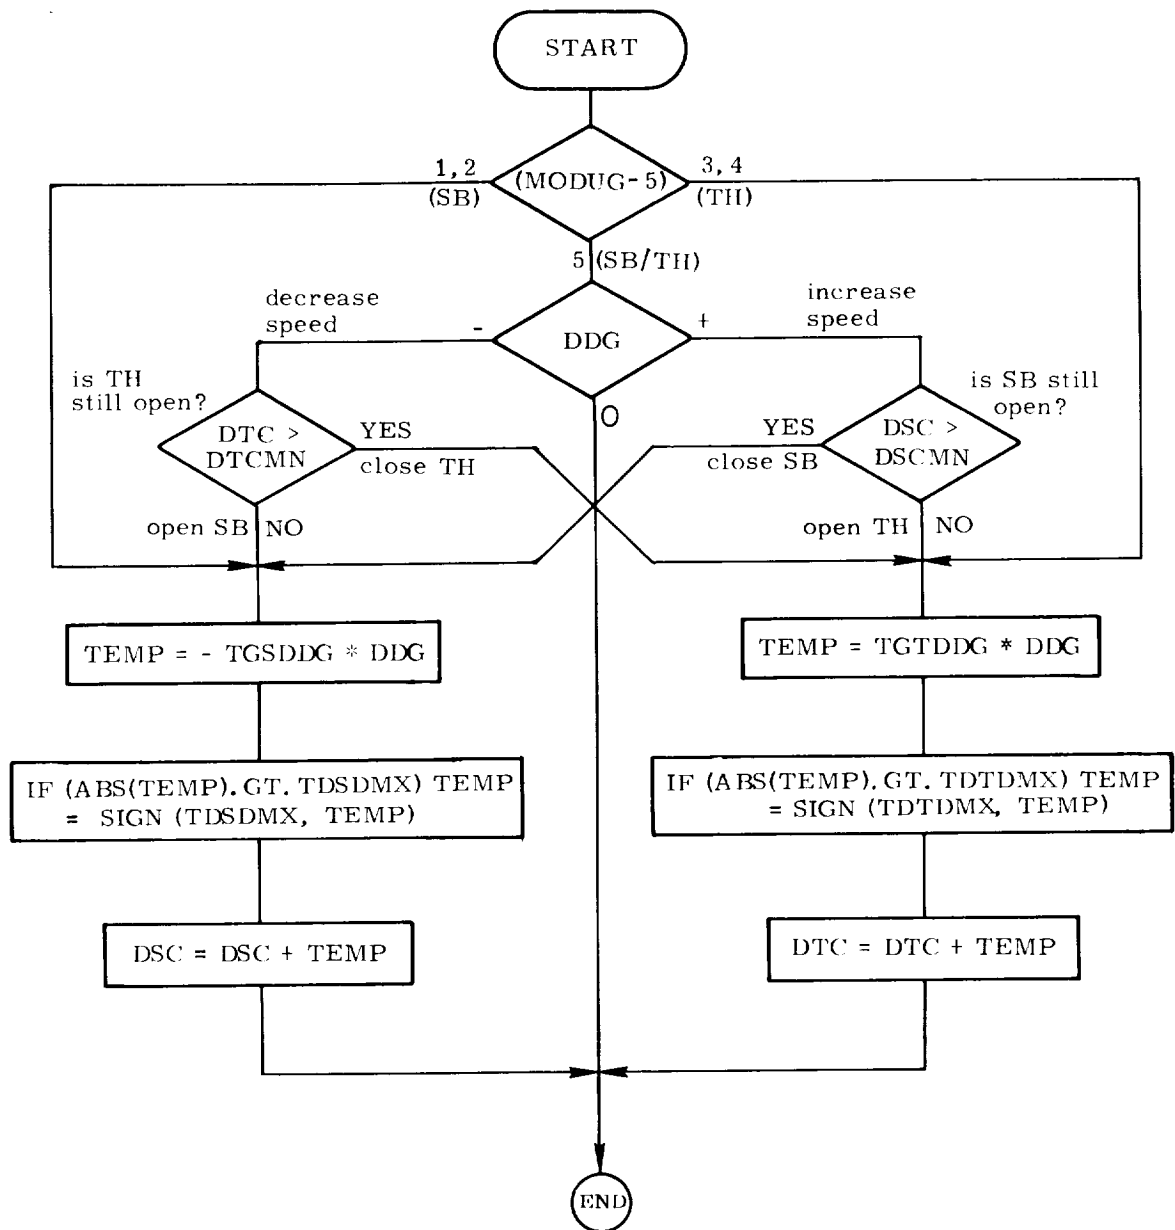 START
1, 2
(SB)
(MODUG-5)
3, 4
(TH)
5 (SB/TH)
decrease
speed
-
DDG
+
increase
speed
O
is TH
still open?
DTC >
DTCMN
YES
close TH
YES
close SB
DSC >
DSCMN
is SB still
open?
open SB NO
open TH NO
TEMP = - TGSDDG * DDG
TEMP = TGTDDG * DDG
IF (ABS(TEMP).GT. TDSDMX) TEMP
= SIGN (TDSDMX, TEMP)
IF (ABS(TEMP).GT. TDTDMX) TEMP
= SIGN (TDTDMX, TEMP)
DSC = DSC + TEMP
DTC = DTC + TEMP
END